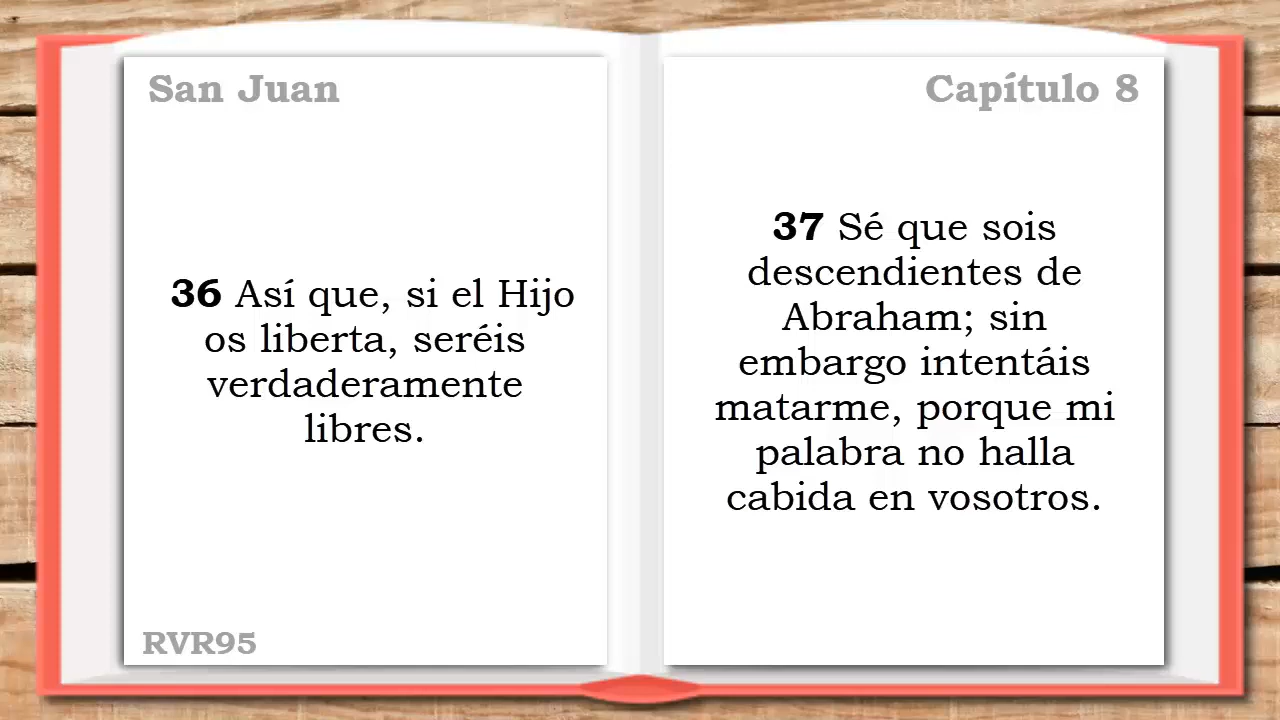 San Juan
36 Así que, si el Hijo
os liberta, seréis
verdaderamente
libres.
RVR95
Capítulo 8
37 Sé que sois
descendientes de
Abraham; sin
embargo intentáis
matarme, porque mi
palabra no halla
cabida en vosotros.